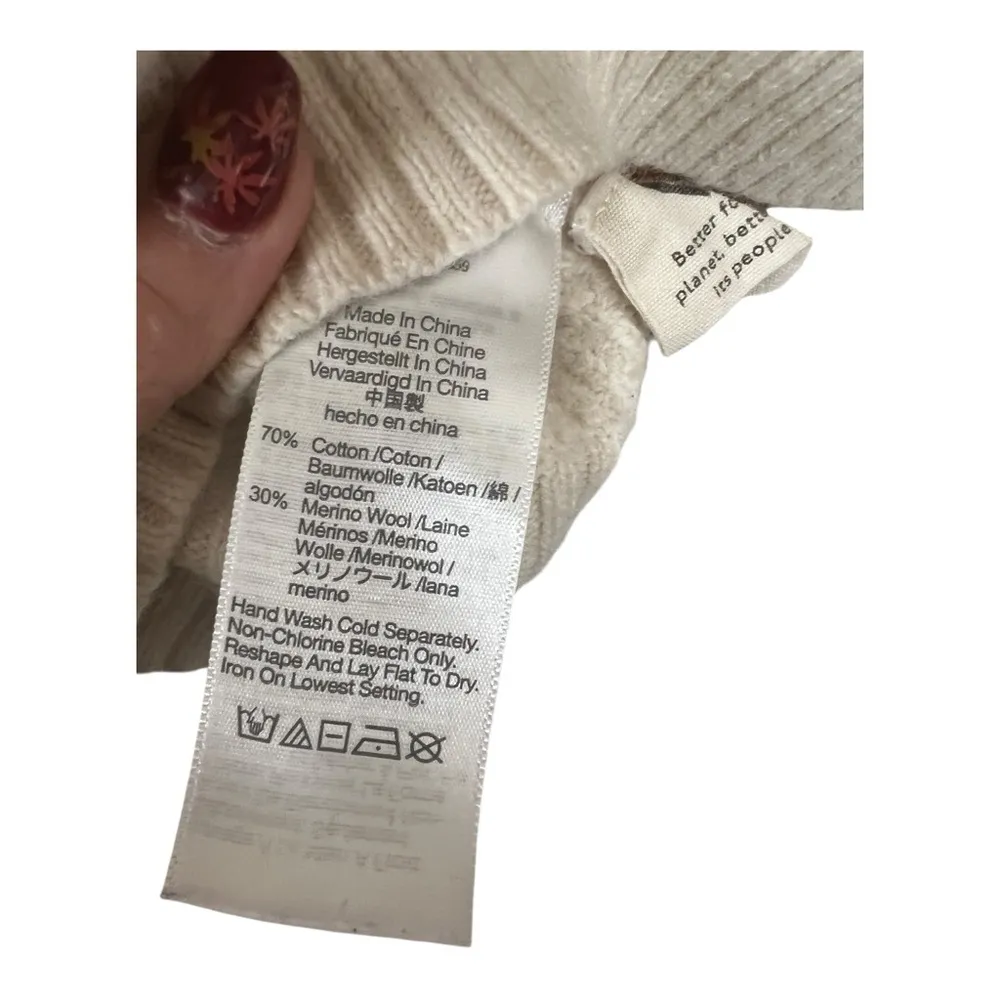 Better fo
planet, bett
its people
Made In China
Fabriqué En Chine
Hergestellt In China
Vervaardigd In China
中国製
hecho en china
70% Cotton /Coton /
Baumwolle /Katoen /綿 /
algodón
30% Merino Wool /Laine
Mérinos /Merino
Wolle /Merinowol /
メリノウール /lana
merino
Hand Wash Cold Separately.
Non-Chlorine Bleach Only.
Reshape And Lay Flat To Dry.
Iron On Lowest Setting.